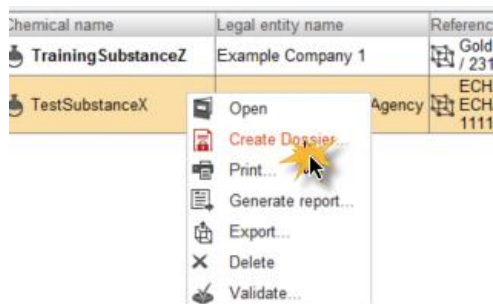 Chemical name Legal entity name Referenc
TrainingSubstanceZ Example Company 1 Gold
/ 231
TestSubstanceX Agency ECH
ECH
1111
Open
Create Dossier...
Print...
Generate report...
Export...
Delete
Validate...